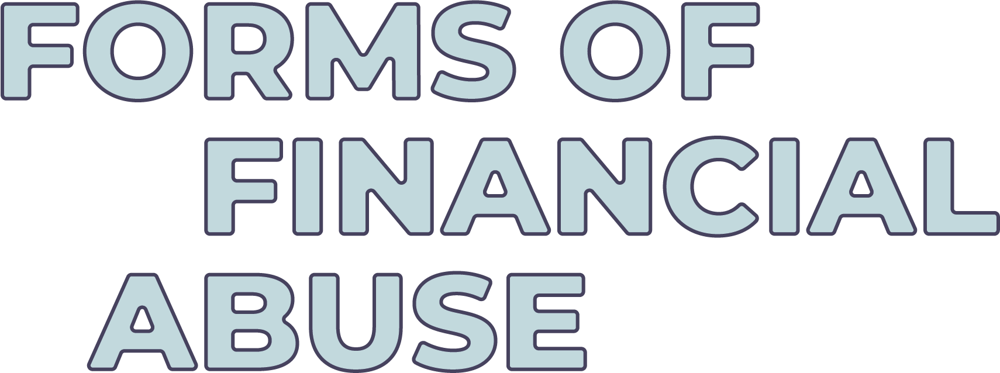 FORMS OF
FINANCIAL
ABUSE